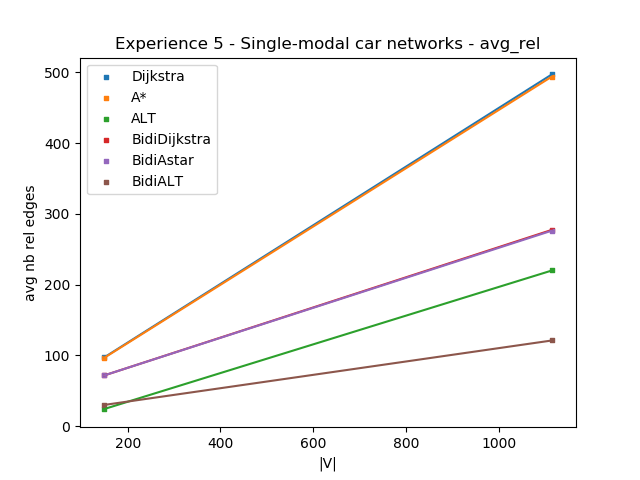 Experience 5 - Single-modal car networks - avg_rel
Dijkstra
A*
ALT
BidiDijkstra
BidiAstar
BidiALT
avg nb rel edges
500
400
300
200
100
0
200 400 600 800 1000
|V|